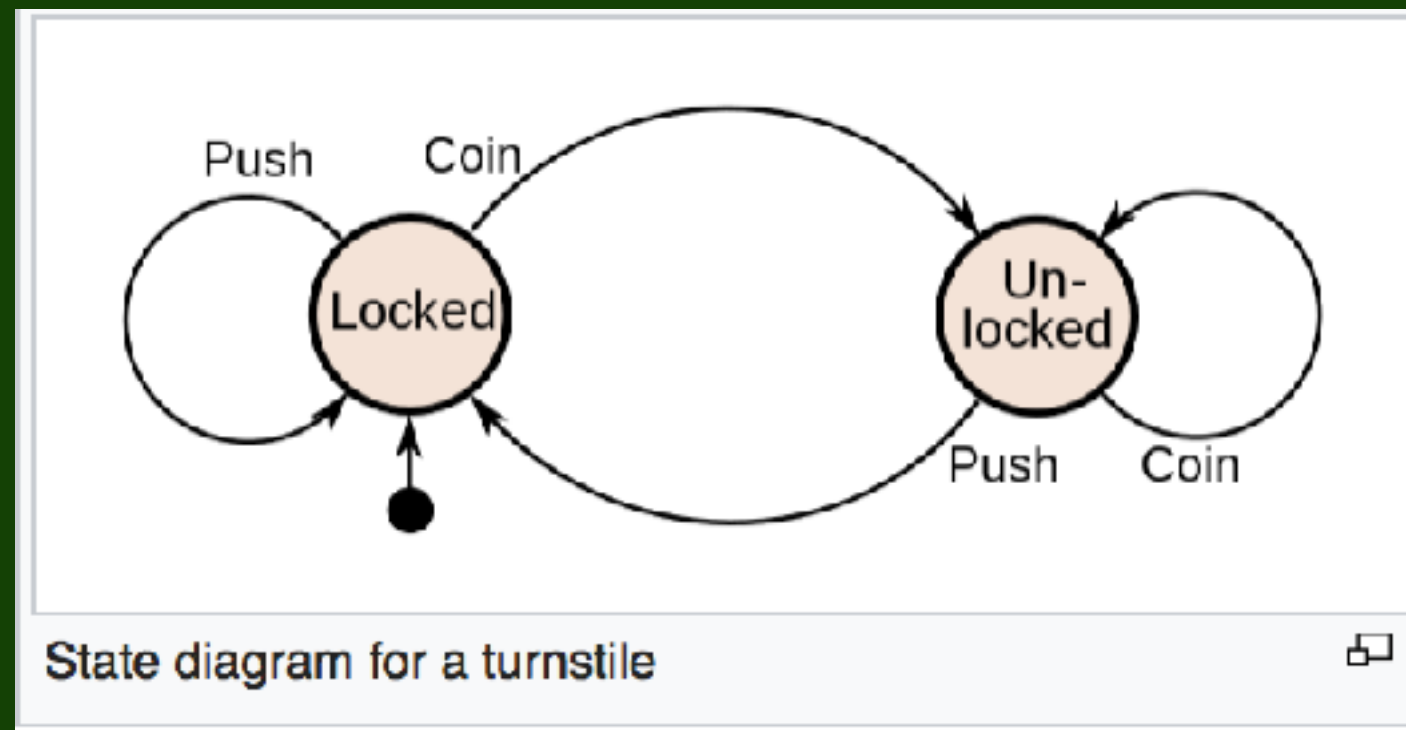 Push
Coin
Locked
Un-
locked
Push
Coin
State diagram for a turnstile